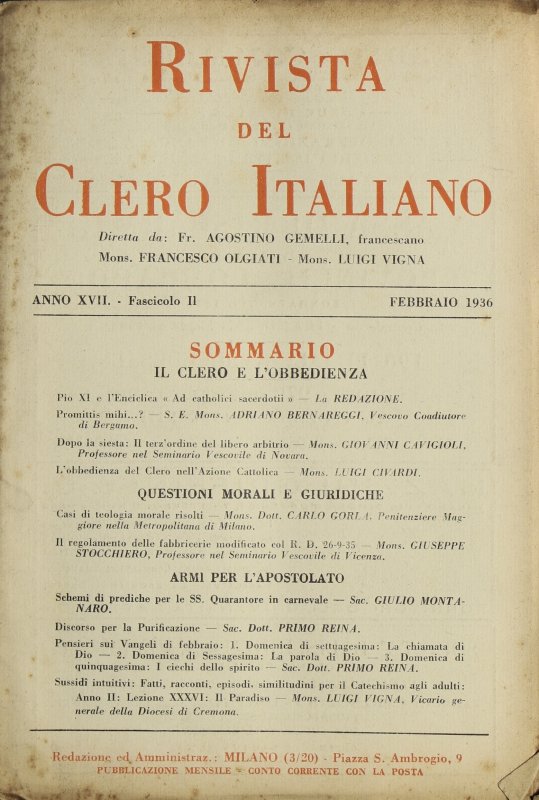 RIVISTA
DEL
CLERO ITALIANO
Diretta da: Fr. AGOSTINO GEMELLI, francescano
Mons. FRANCESCO OLGIATI - Mons. LUIGI VIGNA
ANNO XVII. - Fascicolo II
FEBBRAIO 1936
SOMMARIO
IL CLERO E L'OBBEDIENZA
Pio XI e l'Enciclica « Ad catholici sacerdotii » — La REDAZIONE.
Promittis mihi...? — S. E. Mons. ADRIANO BERNAREGGI, Vescovo Coadiutore
di Bergamo.
Dopo la siesta: Il terz'ordine del libero arbitrio — Mons. GIOVANNI CAVIGIOLI,
Professore nel Seminario Vescovile di Novara.
L'obbedienza del Clero nell'Azione Cattolica — Mons. LUIGI CIVARDI.
QUESTIONI MORALI E GIURIDICHE
Casi di teologia morale risolti — Mons. Dott. CARLO GORLA, Penitenziere Mag-
giore nella Metropolitana di Milano.
Il regolamento delle fabbricerie modificato col R. D. 26-9-35 — Mons. GIUSEPPE
STOCCHIERO, Professore nel Seminario Vescovile di Vicenza.
ARMI PER L'APOSTOLATO
Schemi di prediche per le SS. Quarantore in carnevale — Sac. GIULIO MONTA-
NARO.
Discorso per la Purificazione — Sac. Dott. PRIMO REINA.
Pensieri sui Vangeli di febbraio: 1. Domenica di settuagesima: La chiamata di
Dio — 2. Domenica di Sessagesima: La parola di Dio — 3. Domenica di
quinquagesima: I ciechi dello spirito — Sac. Dott. PRIMO REINA.
Sussidi intuitivi: Fatti, racconti, episodi, similitudini per il Catechismo agli adulti:
Anno II: Lezione XXXVI: Il Paradiso — Mons. LUIGI VIGNA, Vicario ge-
nerale della Diocesi di Cremona.
Redazione ed Amministraz.: MILANO (3/20) - Piazza S. Ambrogio, 9
PUBBLICAZIONE MENSILE - CONTO CORRENTE CON LA POSTA